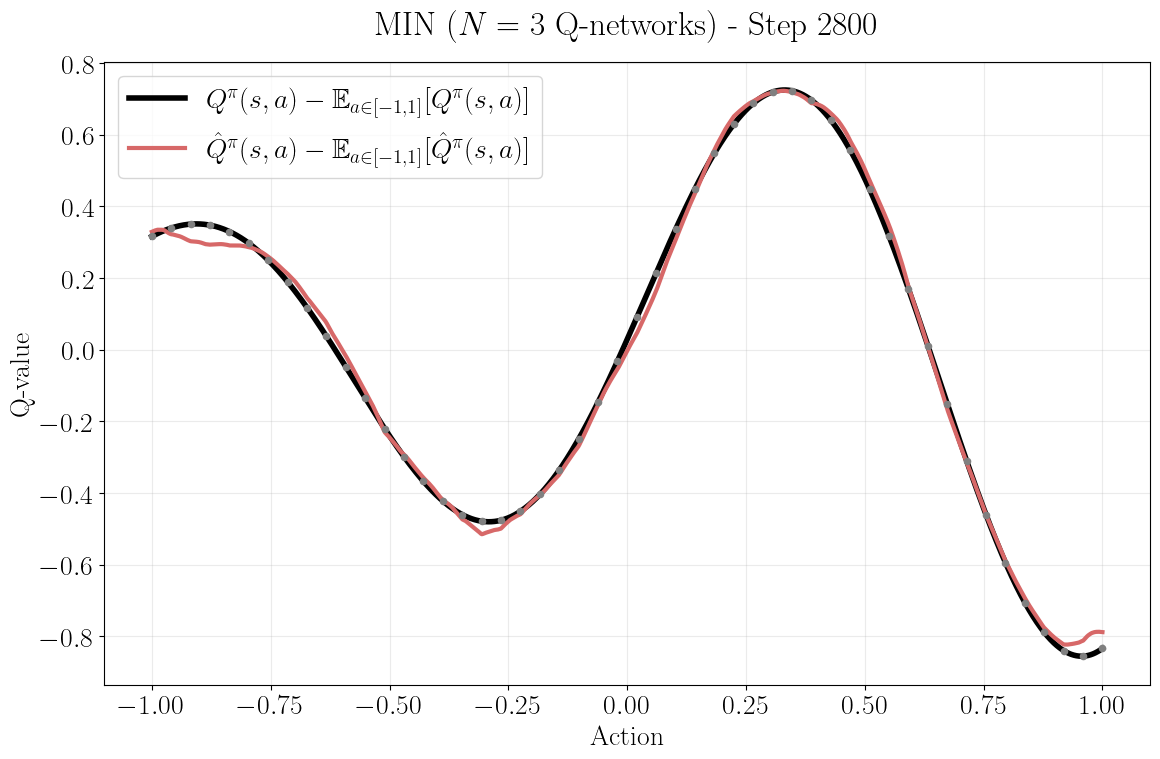 MIN (N = 3 Q-networks) - Step 2800
Q^π(s, a) − 𝔼_{a∈[−1,1]}[Q^π(s, a)]
Q̂^π(s, a) − 𝔼_{a∈[−1,1]}[Q̂^π(s, a)]
0.8
0.6
0.4
0.2
0.0
−0.2
−0.4
−0.6
−0.8
Q-value
−1.00 −0.75 −0.50 −0.25 0.00 0.25 0.50 0.75 1.00
Action